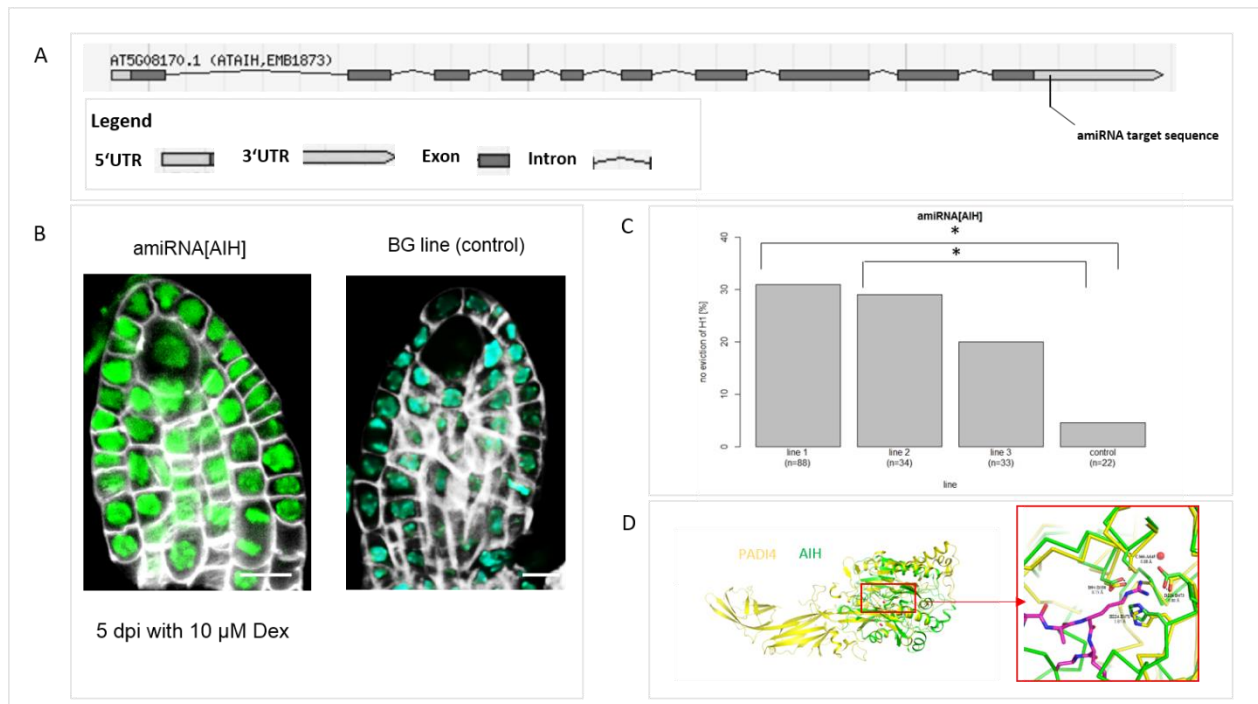 A
AT5G08170.1 (ATAIH,EMB1873)
amiRNA target sequence
Legend
5'UTR
3'UTR
Exon
Intron
B
amiRNA[AIH]
BG line (control)
5 dpi with 10 µM Dex
C
amiRNA[AIH]
*
*
no eviction of H1 [%]
40
30
20
10
0
line 1
(n=88)
line 2
(n=34)
line 3
(n=33)
control
(n=22)
line
D
PADI4
AIH